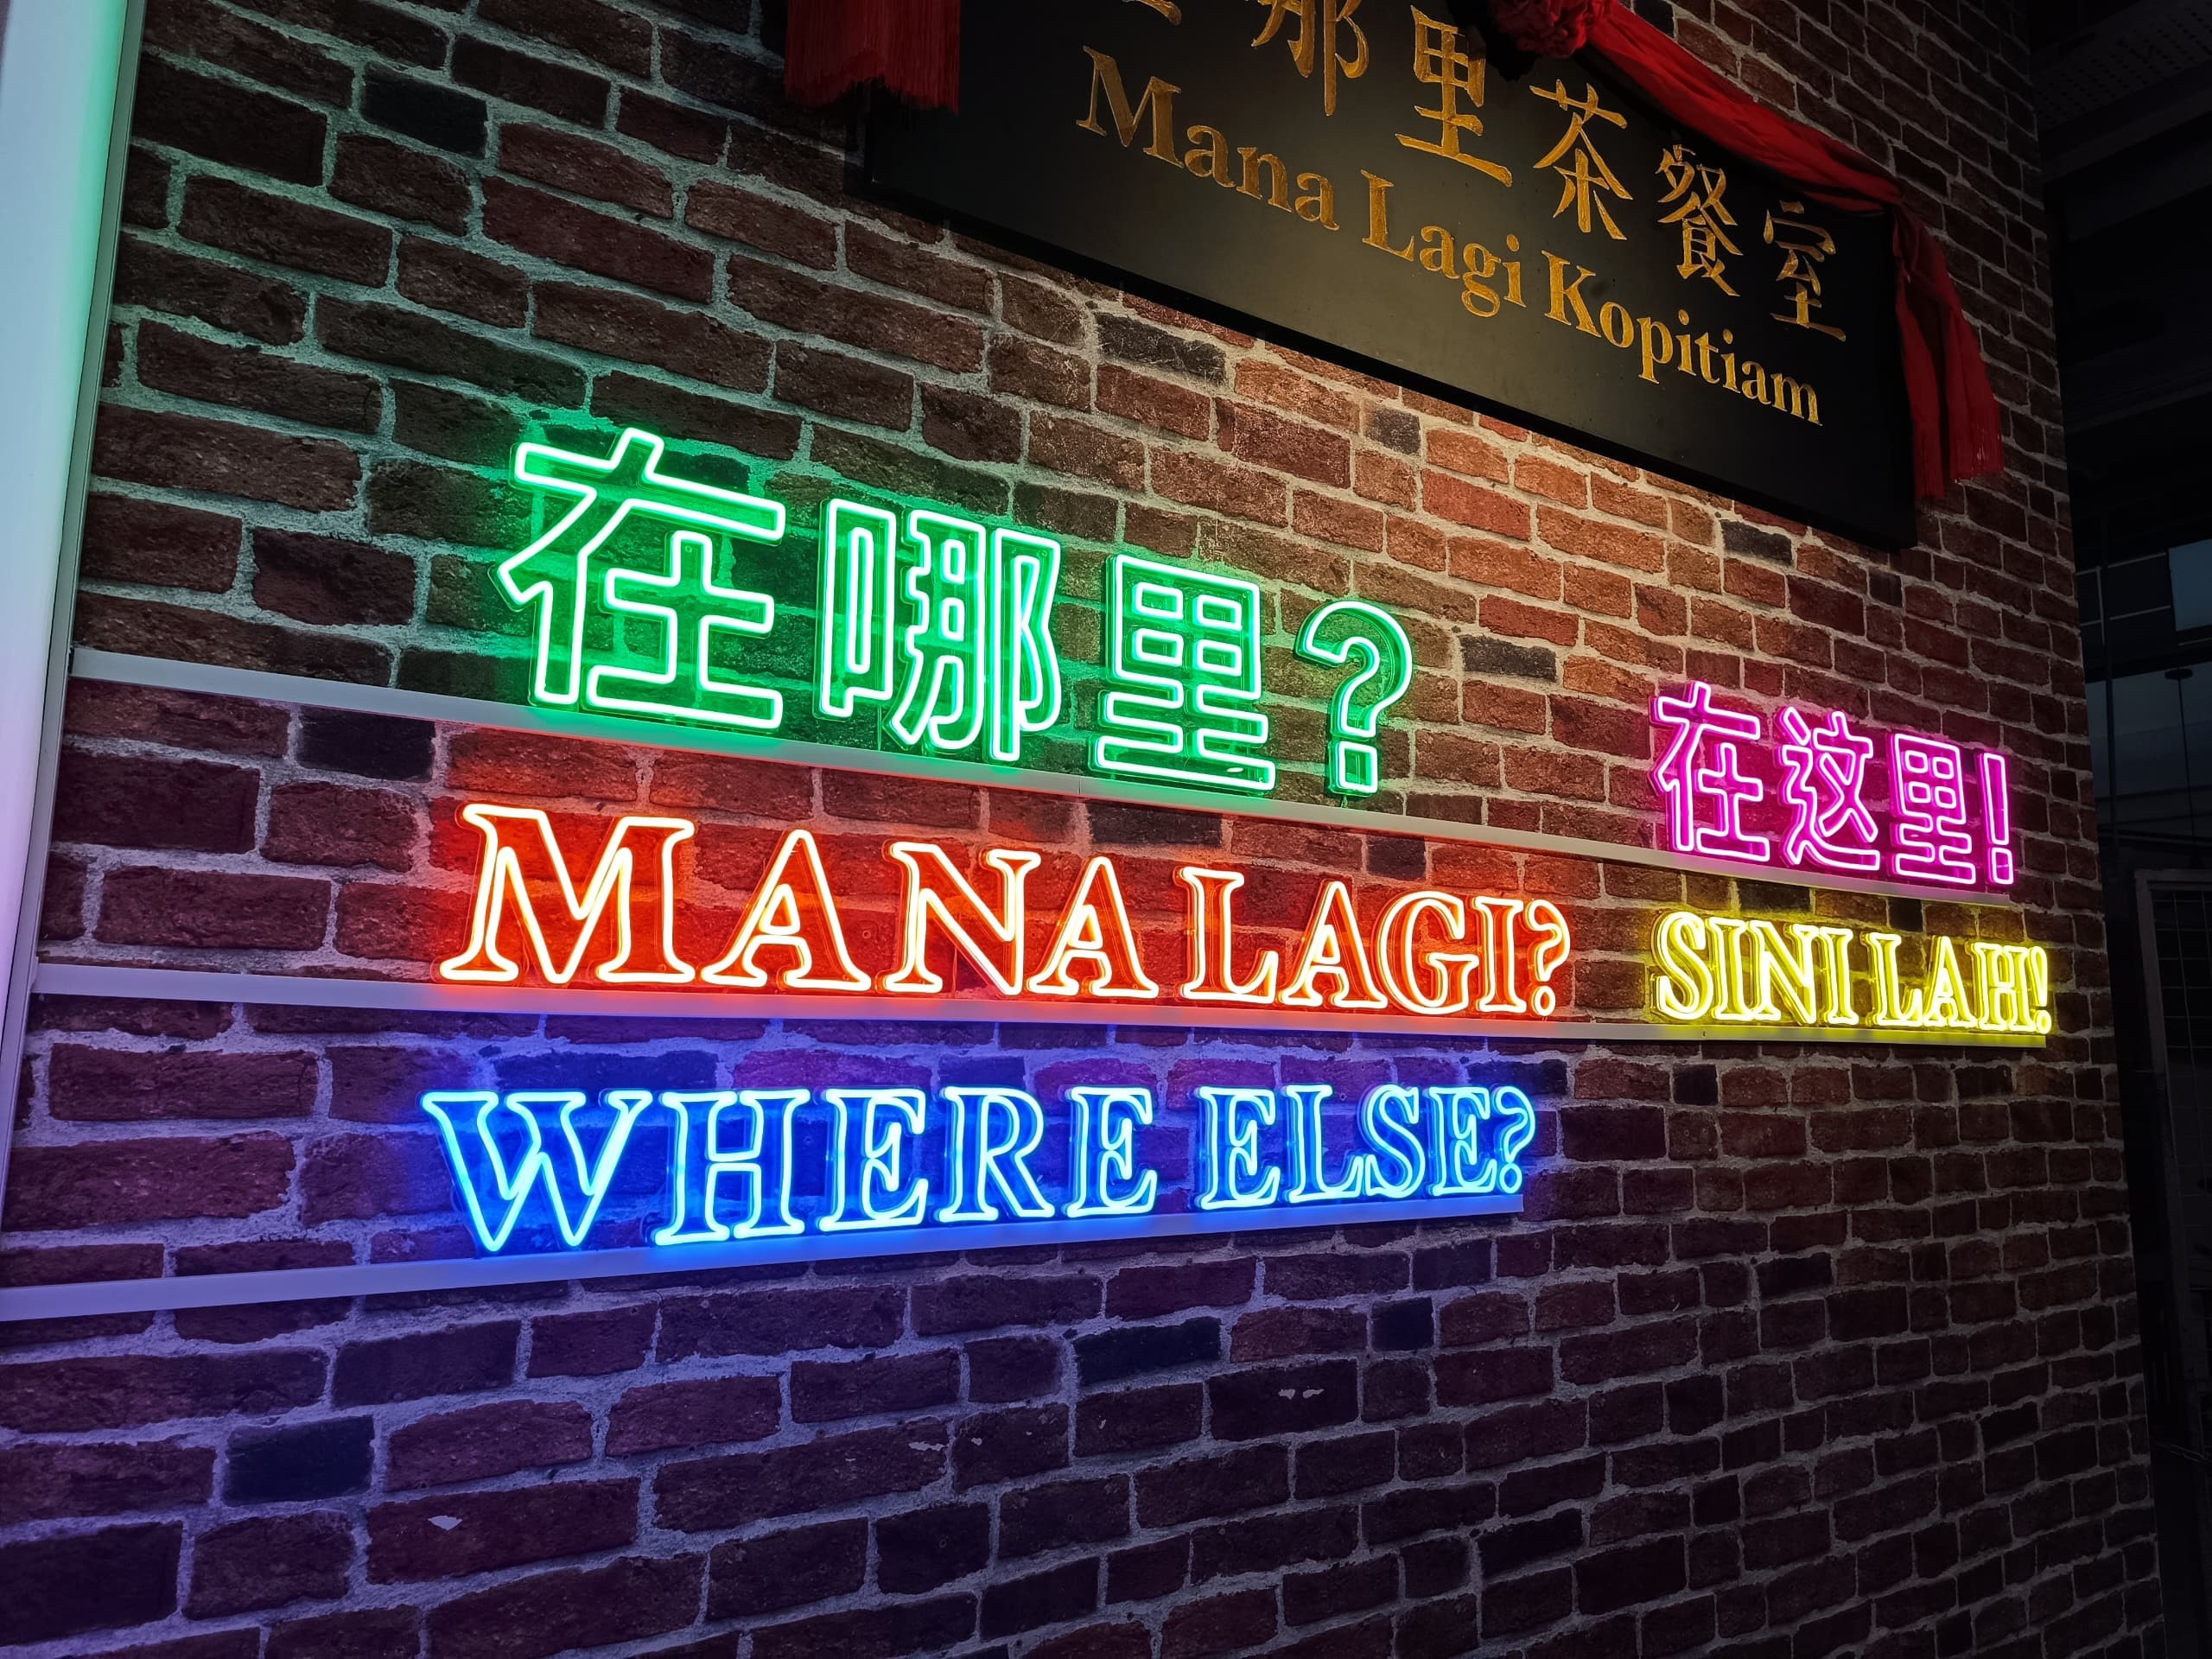 那里茶餐室
Mana Lagi Kopitiam
在哪里?
在这里!
MANA LAGI?
SINI LAH!
WHERE ELSE?